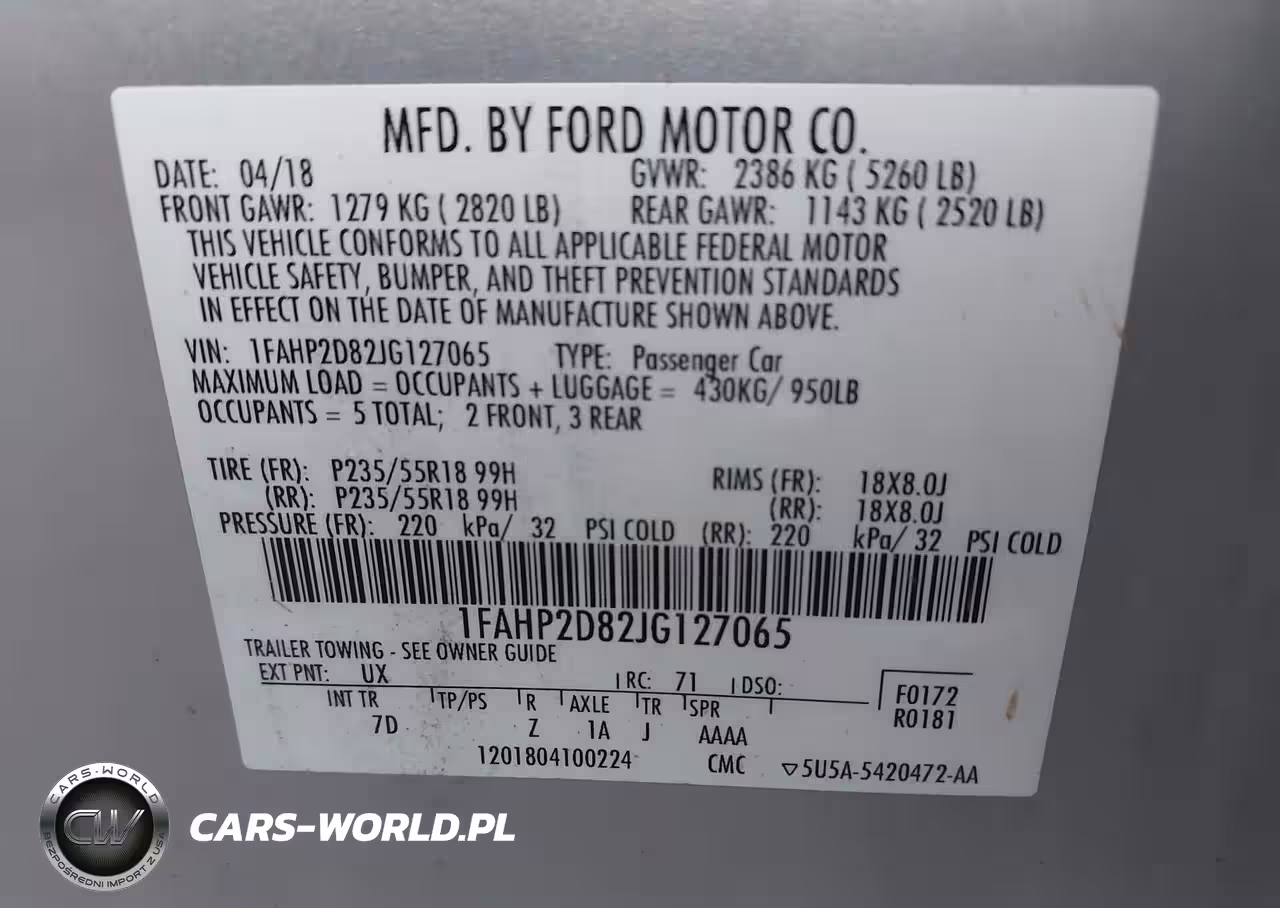 MFD. BY FORD MOTOR CO.
DATE: 04/18 GVWR: 2386 KG ( 5260 LB)
FRONT GAWR: 1279 KG ( 2820 LB) REAR GAWR: 1143 KG ( 2520 LB)
THIS VEHICLE CONFORMS TO ALL APPLICABLE FEDERAL MOTOR
VEHICLE SAFETY, BUMPER, AND THEFT PREVENTION STANDARDS
IN EFFECT ON THE DATE OF MANUFACTURE SHOWN ABOVE.
VIN: 1FAHP2D82JG127065 TYPE: Passenger Car
MAXIMUM LOAD = OCCUPANTS + LUGGAGE = 430KG/ 950LB
OCCUPANTS = 5 TOTAL; 2 FRONT, 3 REAR
TIRE (FR): P235/55R18 99H RIMS (FR): 18X8.0J
(RR): P235/55R18 99H (RR): 18X8.0J
PRESSURE (FR): 220 kPa/ 32 PSI COLD (RR): 220 kPa/ 32 PSI COLD
1FAHP2D82JG127065
TRAILER TOWING - SEE OWNER GUIDE
EXT PNT: UX RC: 71 DSO:
INT TR TP/PS R AXLE TR SPR F0172
7D Z 1A J AAAA R0181
1201804100224 CMC ▽5U5A-5420472-AA
CARS-WORLD
CW
BEZPOŚREDNI IMPORT Z USA
CARS-WORLD.PL